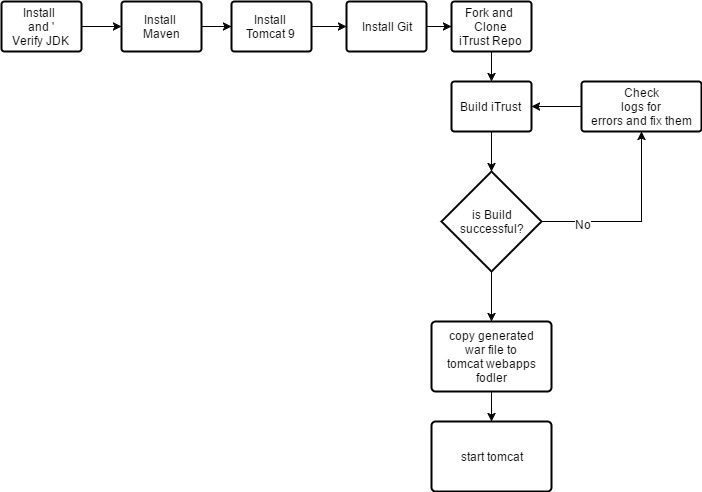 Install
and '
Verify JDK
Install
Maven
Install
Tomcat 9
Install Git
Fork and
Clone
iTrust Repo
Build iTrust
Check
logs for
errors and fix them
is Build
successful?
No
copy generated
war file to
tomcat webapps
fodler
start tomcat